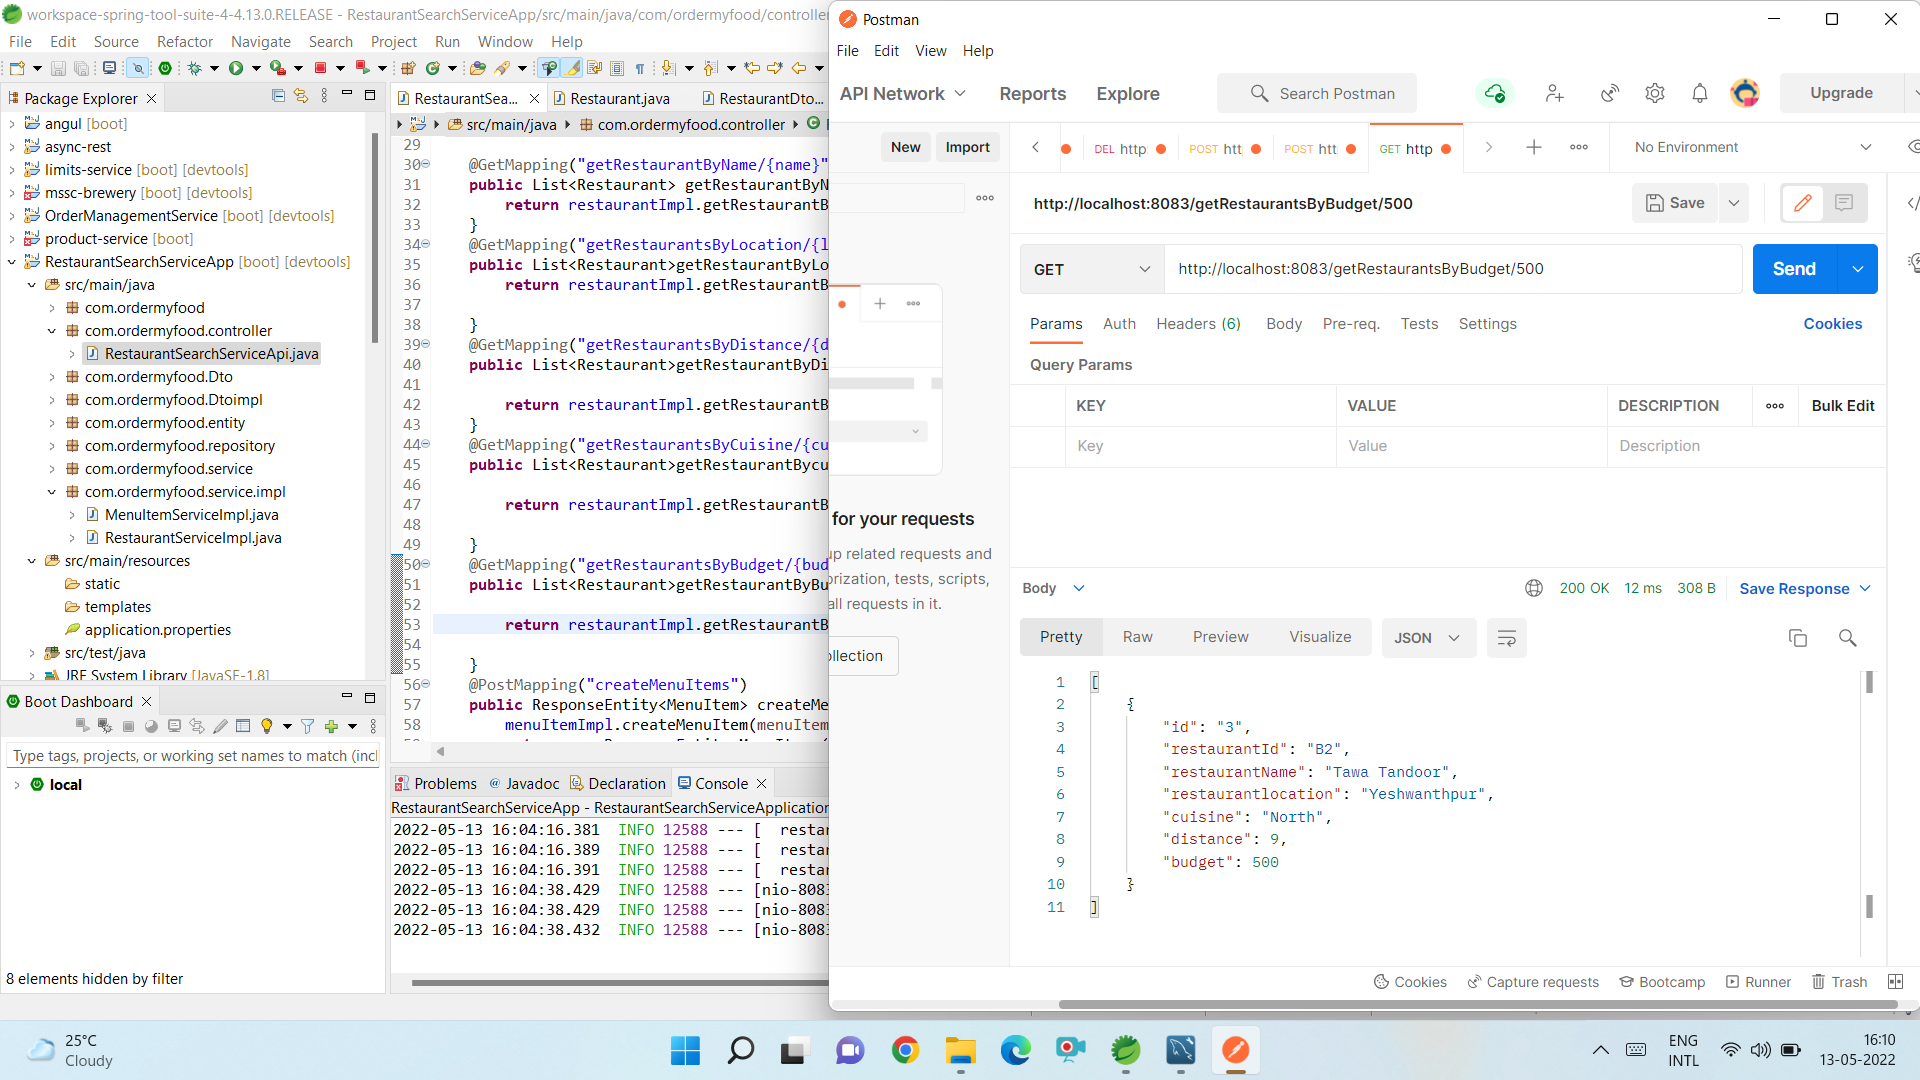 workspace-spring-tool-suite-4-4.13.0.RELEASE - RestaurantSearchServiceApp/src/main/java/com/ordermyfood/controller
File Edit Source Refactor Navigate Search Project Run Window Help
Package Explorer
angul [boot]
async-rest
limits-service [boot] [devtools]
mssc-brewery [boot] [devtools]
OrderManagementService [boot] [devtools]
product-service [boot]
RestaurantSearchServiceApp [boot] [devtools]
src/main/java
com.ordermyfood
com.ordermyfood.controller
RestaurantSearchServiceApi.java
com.ordermyfood.Dto
com.ordermyfood.Dtoimpl
com.ordermyfood.entity
com.ordermyfood.repository
com.ordermyfood.service
com.ordermyfood.service.impl
MenuItemServiceImpl.java
RestaurantServiceImpl.java
src/main/resources
static
templates
application.properties
src/test/java
JRE System Library [JavaSE-1.8]
Boot Dashboard
Type tags, projects, or working set names to match (incl
local
8 elements hidden by filter
RestaurantSea... Restaurant.java RestaurantDto...
src/main/java com.ordermyfood.controller
29
30 @GetMapping("getRestaurantByName/{name}"
31 public List<Restaurant> getRestaurantByN
32 return restaurantImpl.getRestaurantB
33 }
34 @GetMapping("getRestaurantsByLocation/{l
35 public List<Restaurant>getRestaurantByLo
36 return restaurantImpl.getRestaurantB
37
38 }
39 @GetMapping("getRestaurantsByDistance/{d
40 public List<Restaurant>getRestaurantByDi
41
42 return restaurantImpl.getRestaurantB
43 }
44 @GetMapping("getRestaurantsByCuisine/{cu
45 public List<Restaurant>getRestaurantBycu
46
47 return restaurantImpl.getRestaurantB
48
49 }
50 @GetMapping("getRestaurantsByBudget/{bud
51 public List<Restaurant>getRestaurantByBu
52
53 return restaurantImpl.getRestaurantB
54
55 }
56 @PostMapping("createMenuItems")
57 public ResponseEntity<MenuItem> createMe
58 menuItemImpl.createMenuItem(menuItem
Problems Javadoc Declaration Console
RestaurantSearchServiceApp - RestaurantSearchServiceApplication
2022-05-13 16:04:16.381 INFO 12588 --- [ restar
2022-05-13 16:04:16.389 INFO 12588 --- [ restar
2022-05-13 16:04:16.391 INFO 12588 --- [ restar
2022-05-13 16:04:38.429 INFO 12588 --- [nio-8083
2022-05-13 16:04:38.429 INFO 12588 --- [nio-8083
2022-05-13 16:04:38.432 INFO 12588 --- [nio-8083
Postman
File Edit View Help
API Network Reports Explore Search Postman Upgrade
New Import
DEL http POST htt POST htt GET http No Environment
http://localhost:8083/getRestaurantsByBudget/500
Save
GET http://localhost:8083/getRestaurantsByBudget/500 Send
Params Auth Headers (6) Body Pre-req. Tests Settings Cookies
Query Params
KEY VALUE DESCRIPTION Bulk Edit
Key Value Description
for your requests
up related requests and
orization, tests, scripts,
all requests in it.
ollection
Body 200 OK 12 ms 308 B Save Response
Pretty Raw Preview Visualize JSON
1 [
2 {
3 "id": "3",
4 "restaurantId": "B2",
5 "restaurantName": "Tawa Tandoor",
6 "restaurantlocation": "Yeshwanthpur",
7 "cuisine": "North",
8 "distance": 9,
9 "budget": 500
10 }
11 ]
Cookies Capture requests Bootcamp Runner Trash
25°C
Cloudy
ENG
INTL
16:10
13-05-2022